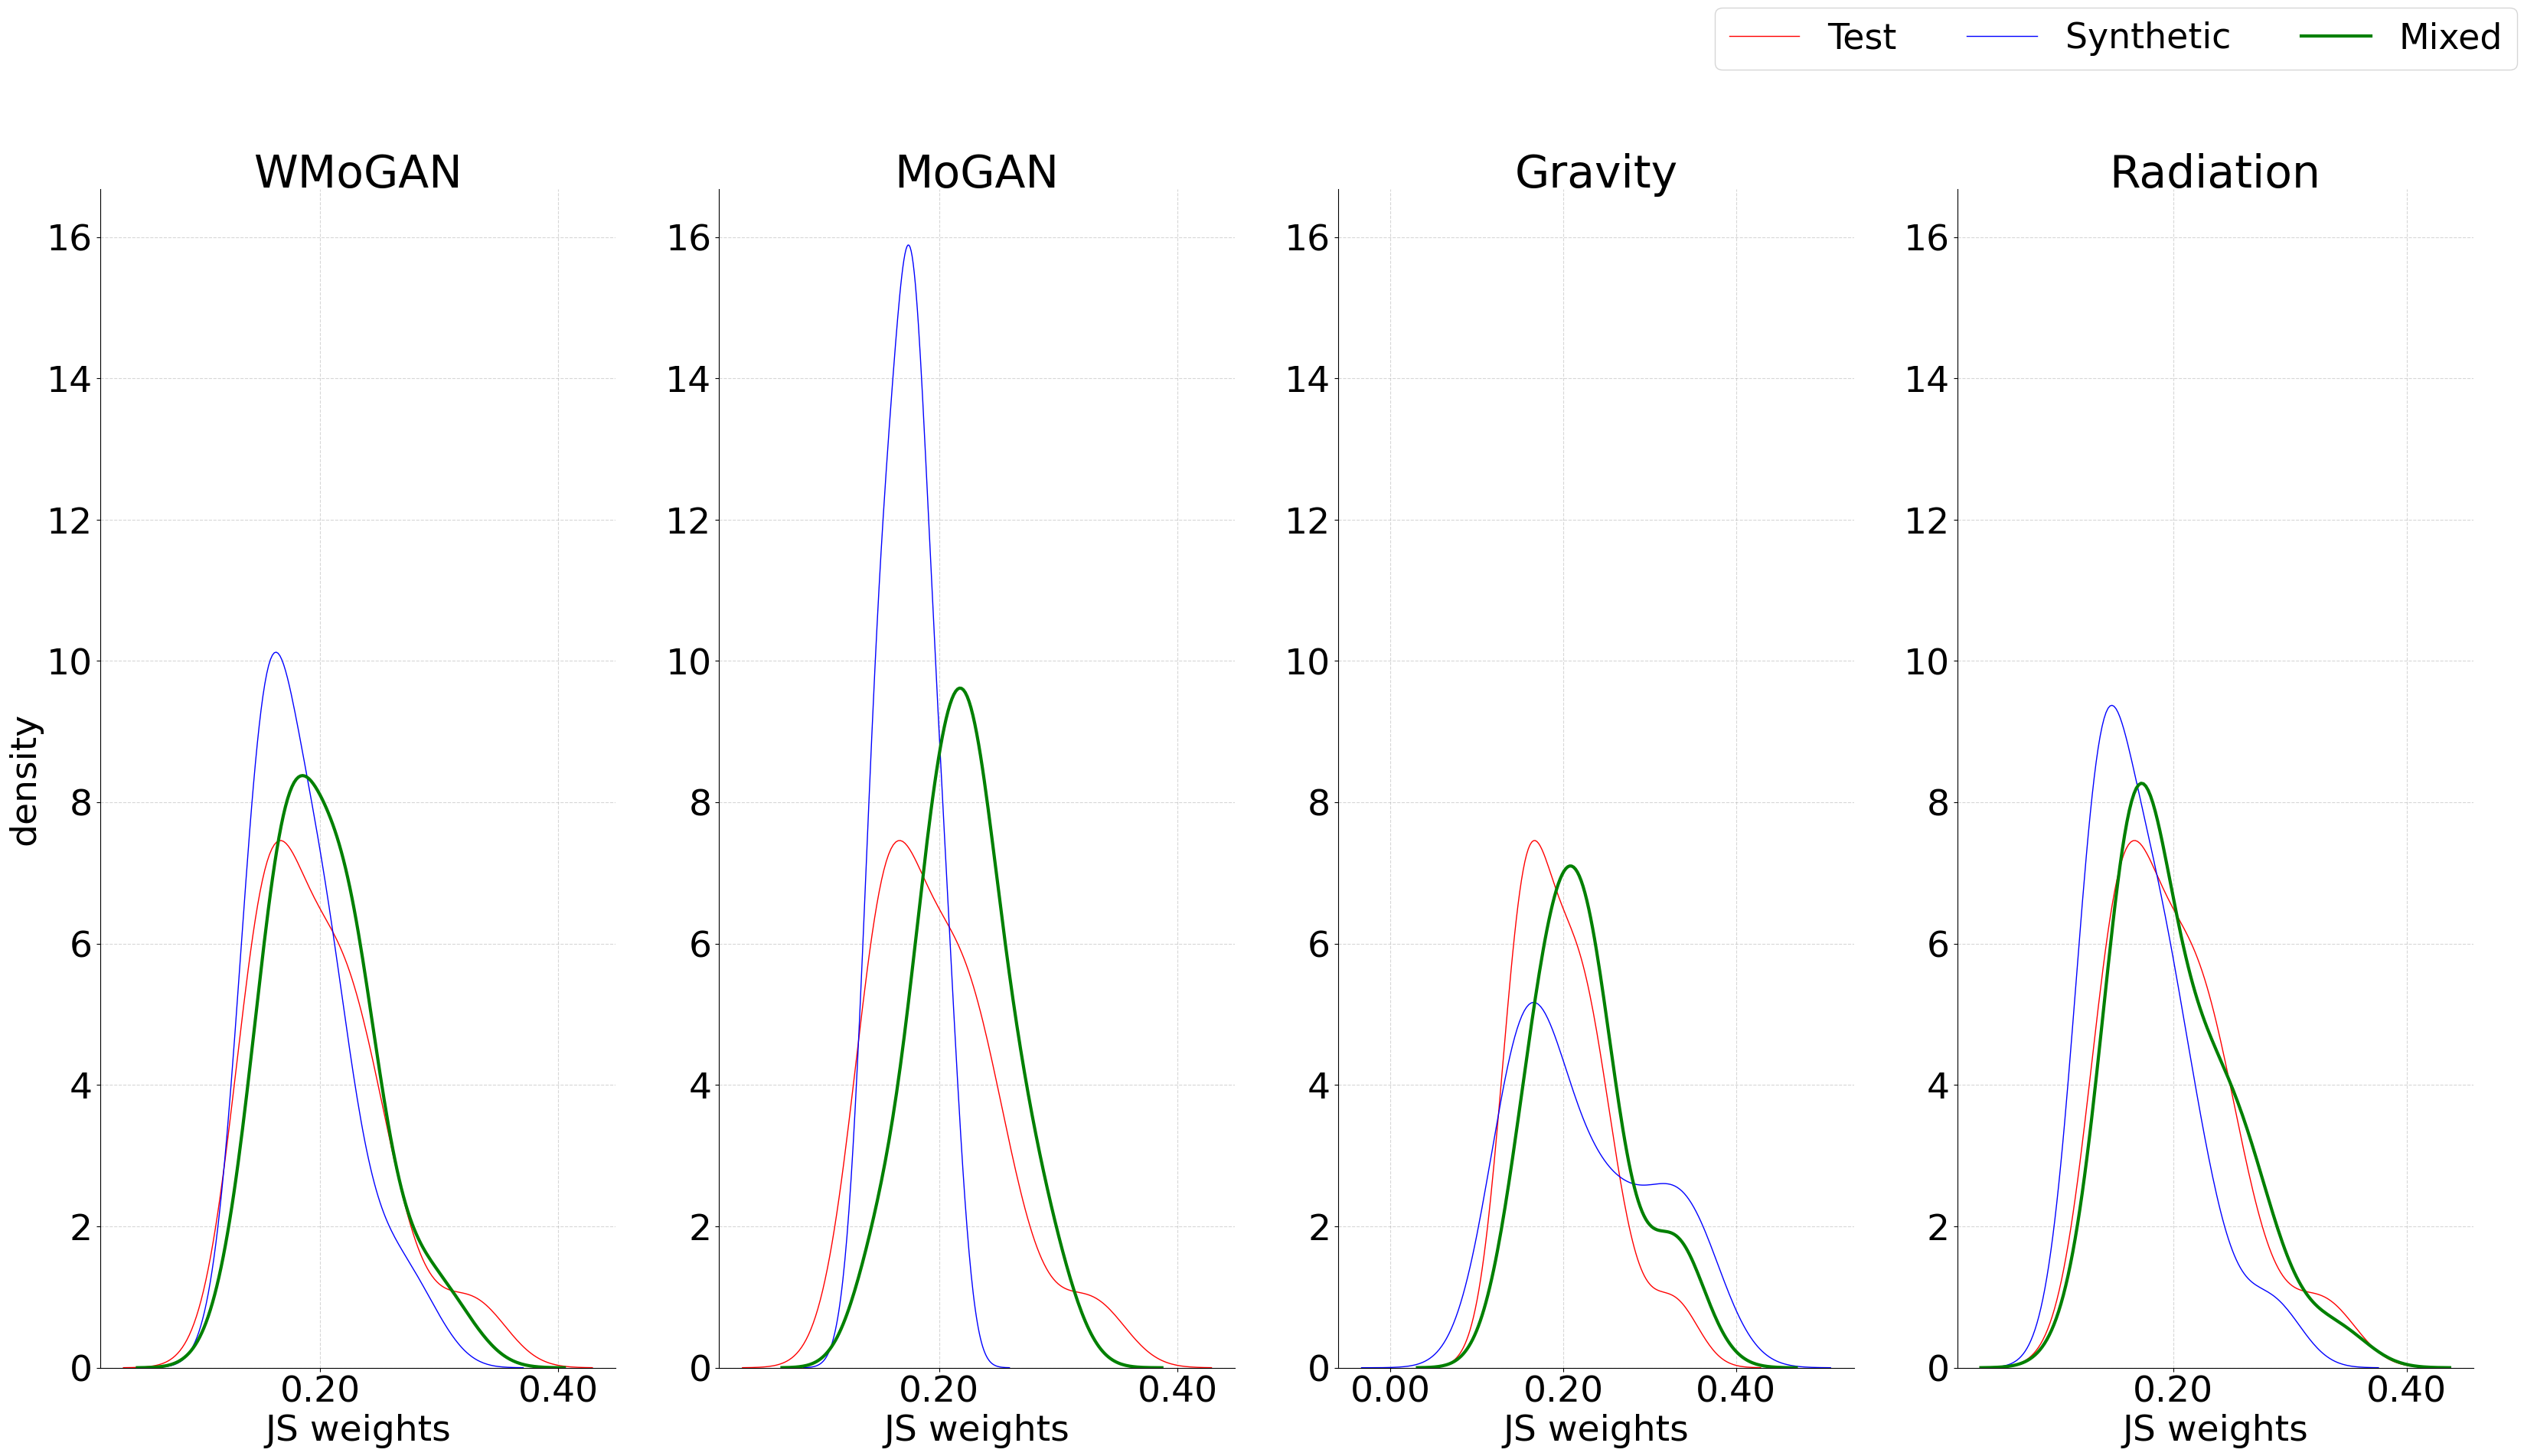 Test Synthetic Mixed
WMoGAN MoGAN Gravity Radiation
16 16 16 16
14 14 14 14
12 12 12 12
10 10 10 10
density
8 8 8 8
6 6 6 6
4 4 4 4
2 2 2 2
0 0 0 0
0.20 0.40 0.20 0.40 0.00 0.20 0.40 0.20 0.40
JS weights JS weights JS weights JS weights